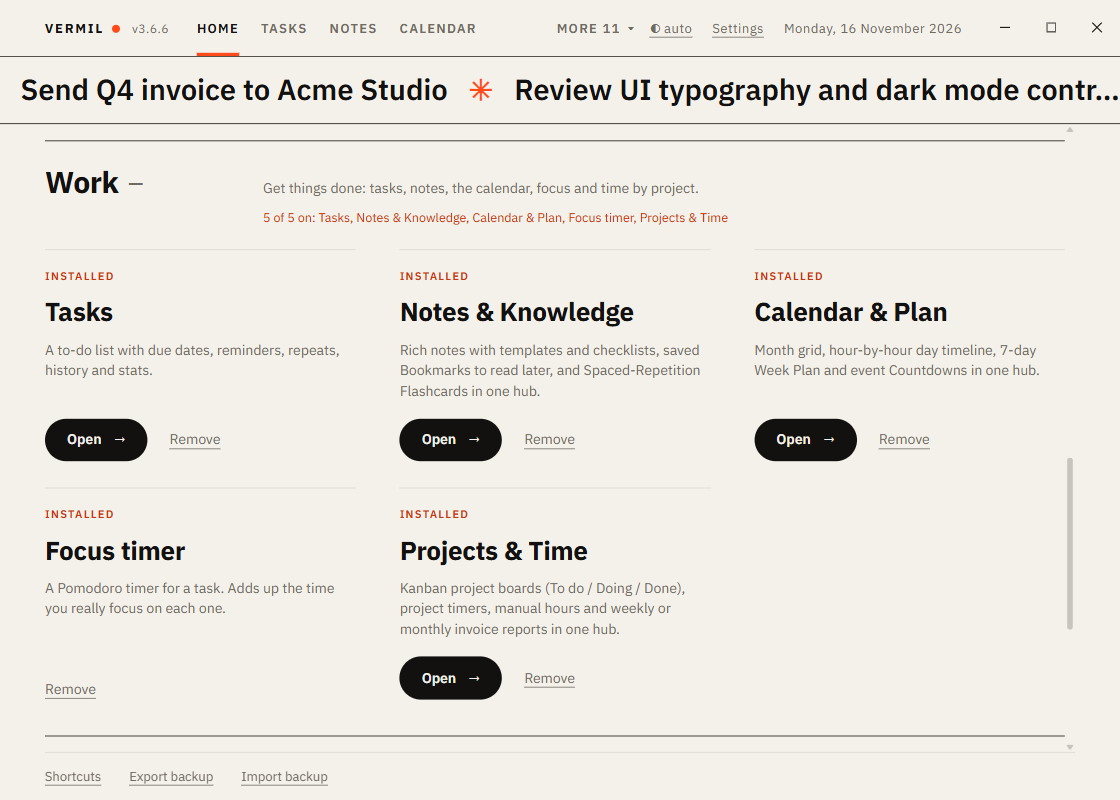 VERMIL v3.6.6 HOME TASKS NOTES CALENDAR MORE 11 auto Settings Monday, 16 November 2026
Send Q4 invoice to Acme Studio ✳ Review UI typography and dark mode contr...
Work –
Get things done: tasks, notes, the calendar, focus and time by project.
5 of 5 on: Tasks, Notes & Knowledge, Calendar & Plan, Focus timer, Projects & Time
INSTALLED
Tasks
A to-do list with due dates, reminders, repeats,
history and stats.
Open → Remove
INSTALLED
Notes & Knowledge
Rich notes with templates and checklists, saved
Bookmarks to read later, and Spaced-Repetition
Flashcards in one hub.
Open → Remove
INSTALLED
Calendar & Plan
Month grid, hour-by-hour day timeline, 7-day
Week Plan and event Countdowns in one hub.
Open → Remove
INSTALLED
Focus timer
A Pomodoro timer for a task. Adds up the time
you really focus on each one.
Remove
INSTALLED
Projects & Time
Kanban project boards (To do / Doing / Done),
project timers, manual hours and weekly or
monthly invoice reports in one hub.
Open → Remove
Shortcuts Export backup Import backup